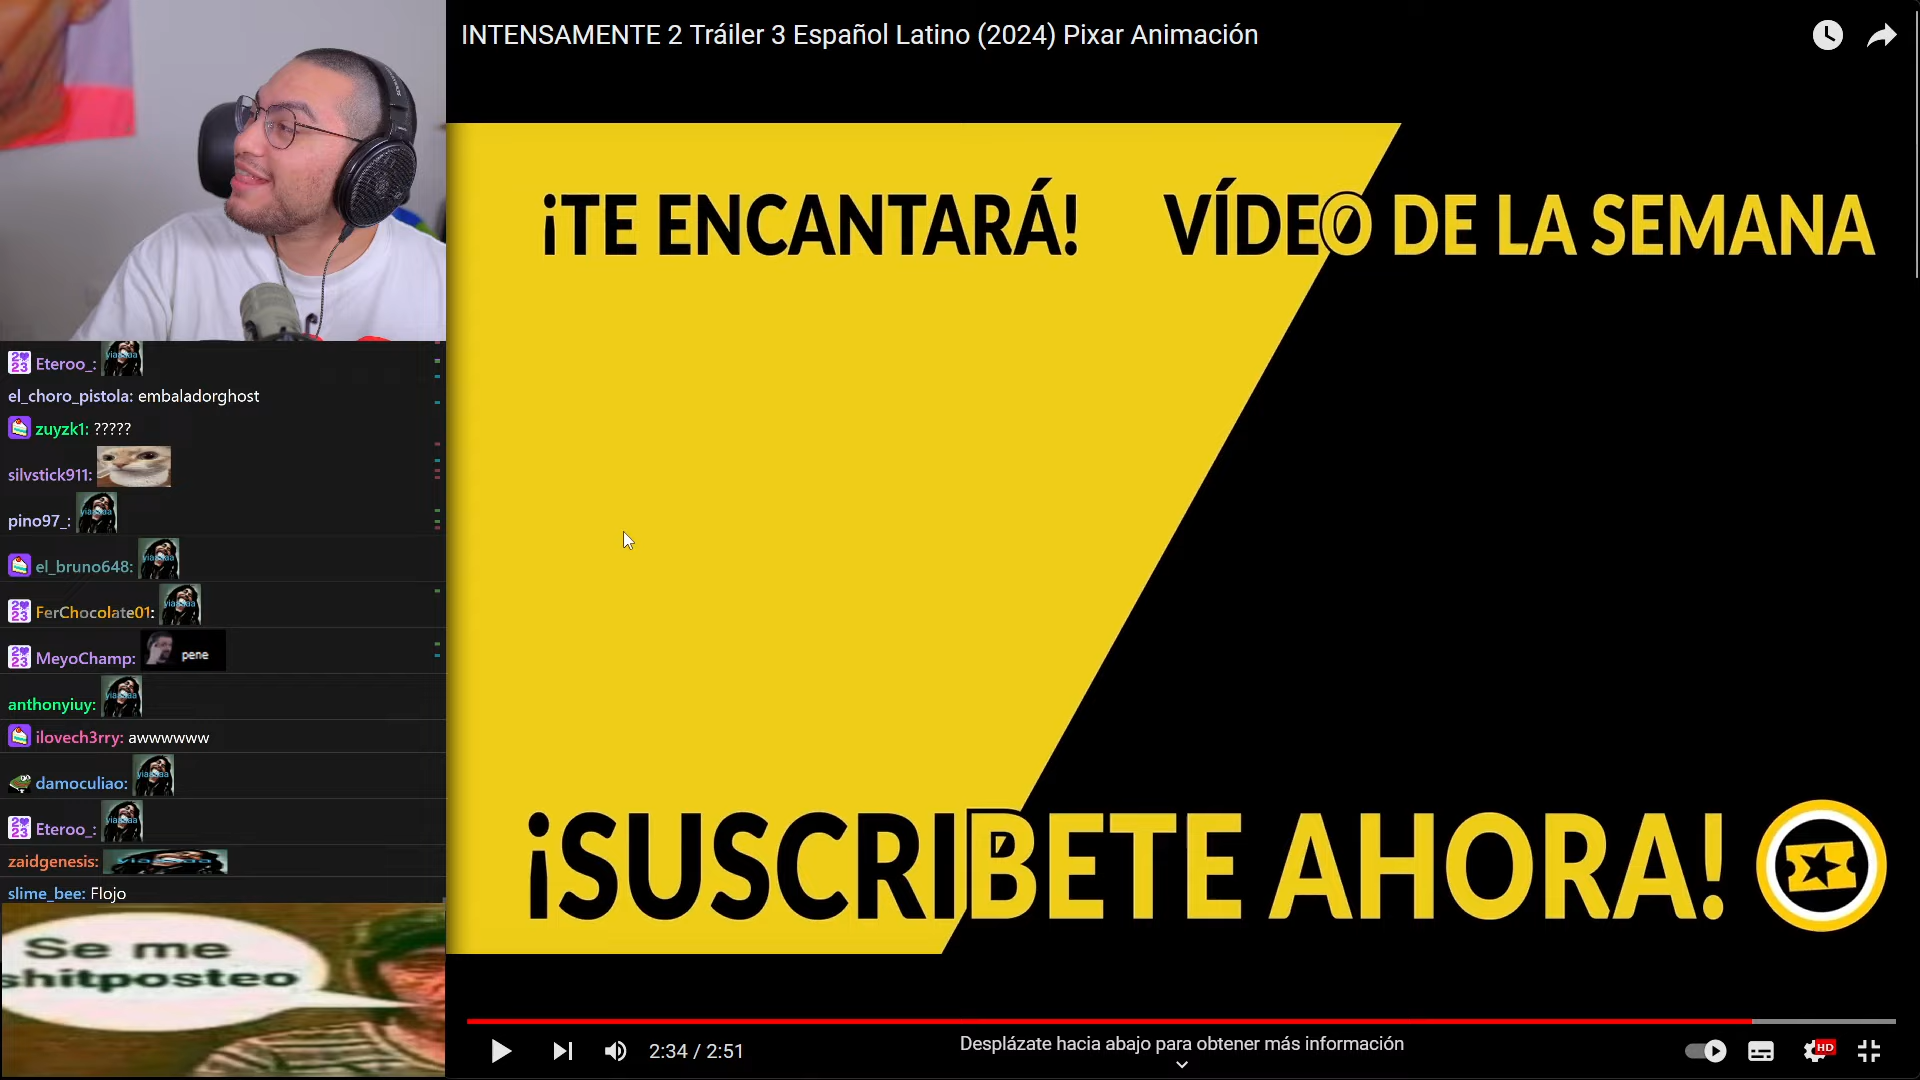 INTENSAMENTE 2 Tráiler 3 Español Latino (2024) Pixar Animación
¡TE ENCANTARÁ! VÍDEO DE LA SEMANA
Eteroo_:
el_choro_pistola: embaladorghost
zuyzk1: ?????
silvstick911:
pino97_:
el_bruno648:
FerChocolate01:
MeyoChamp: pene
anthonyiuy:
ilovech3rry: awwwwww
damoculiao:
Eteroo_:
zaidgenesis:
slime_bee: Flojo
¡SUSCRIBETE AHORA!
Se me
shitposteo
2:34 / 2:51
Desplázate hacia abajo para obtener más información
HD